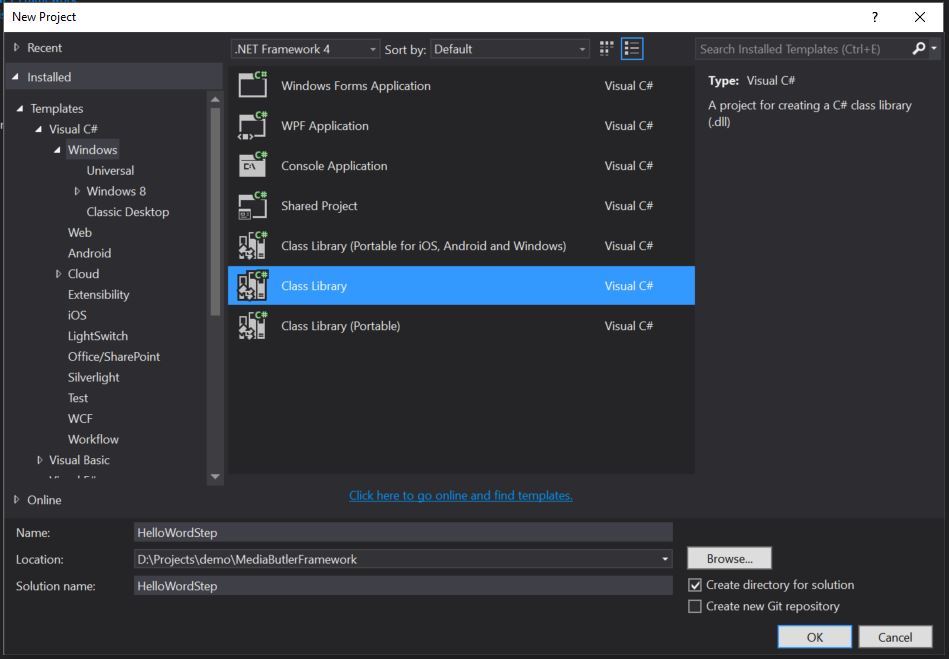 New Project
?
Recent
.NET Framework 4
Sort by:
Default
Search Installed Templates (Ctrl+E)
Installed
Templates
Visual C#
Windows
Universal
Windows 8
Classic Desktop
Web
Android
Cloud
Extensibility
iOS
LightSwitch
Office/SharePoint
Silverlight
Test
WCF
Workflow
Visual Basic
Online
C# Windows Forms Application Visual C#
C# WPF Application Visual C#
C# Console Application Visual C#
C# Shared Project Visual C#
C# Class Library (Portable for iOS, Android and Windows) Visual C#
C# Class Library Visual C#
C# Class Library (Portable) Visual C#
Click here to go online and find templates.
Type: Visual C#
A project for creating a C# class library
(.dll)
Name: HelloWordStep
Location: D:\Projects\demo\MediaButlerFramework Browse...
Solution name: HelloWordStep
Create directory for solution
Create new Git repository
OK Cancel